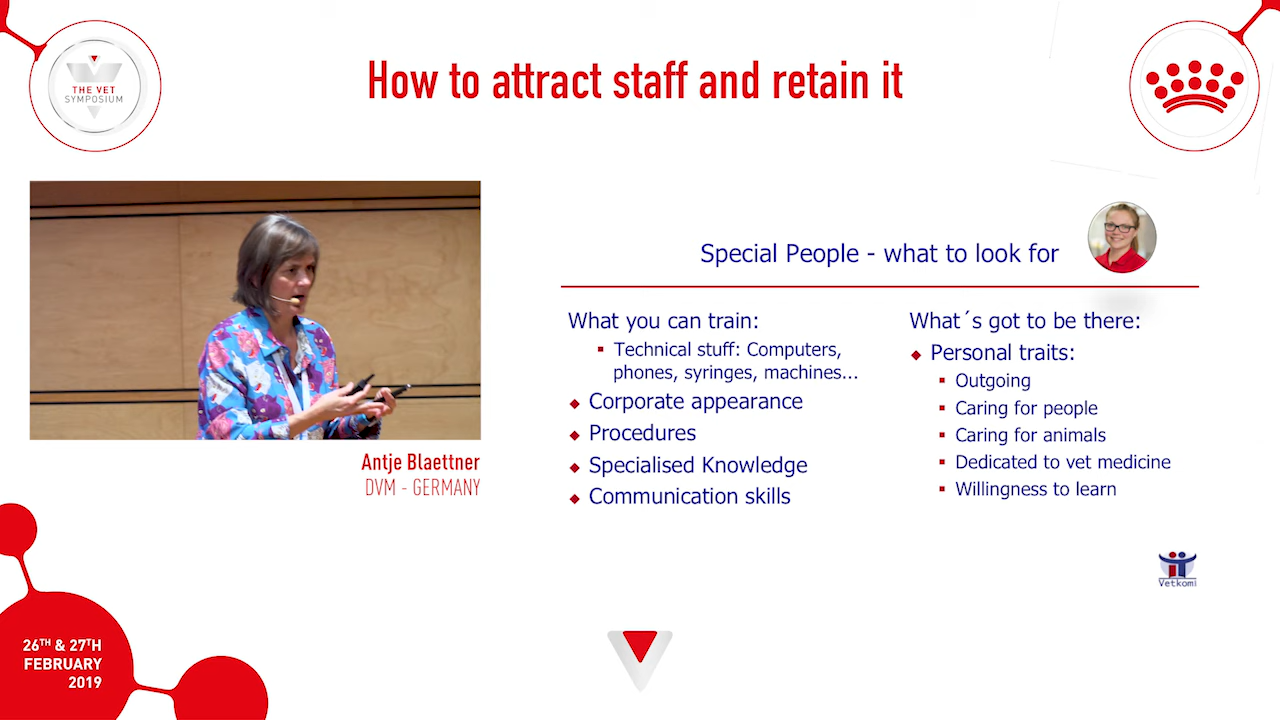 THE VET
SYMPOSIUM
How to attract staff and retain it
Antje Blaettner
DVM - GERMANY
Special People - what to look for
What you can train:
Technical stuff: Computers,
phones, syringes, machines...
Corporate appearance
Procedures
Specialised Knowledge
Communication skills
What´s got to be there:
Personal traits:
Outgoing
Caring for people
Caring for animals
Dedicated to vet medicine
Willingness to learn
Vetkomi
26TH & 27TH
FEBRUARY
2019